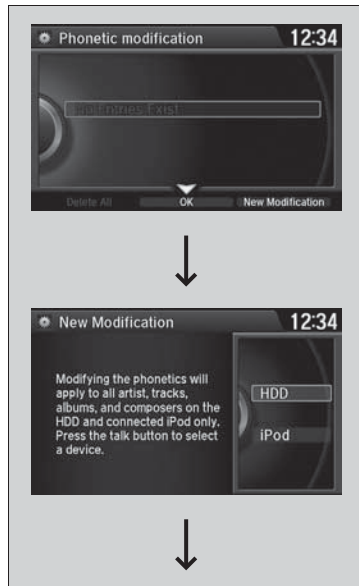 Phonetic modification 12:34
No Entries Exist
Delete All OK New Modification
New Modification 12:34
Modifying the phonetics will
apply to all artist, tracks,
albums, and composers on the
HDD and connected iPod only.
Press the talk button to select
a device.
HDD
iPod